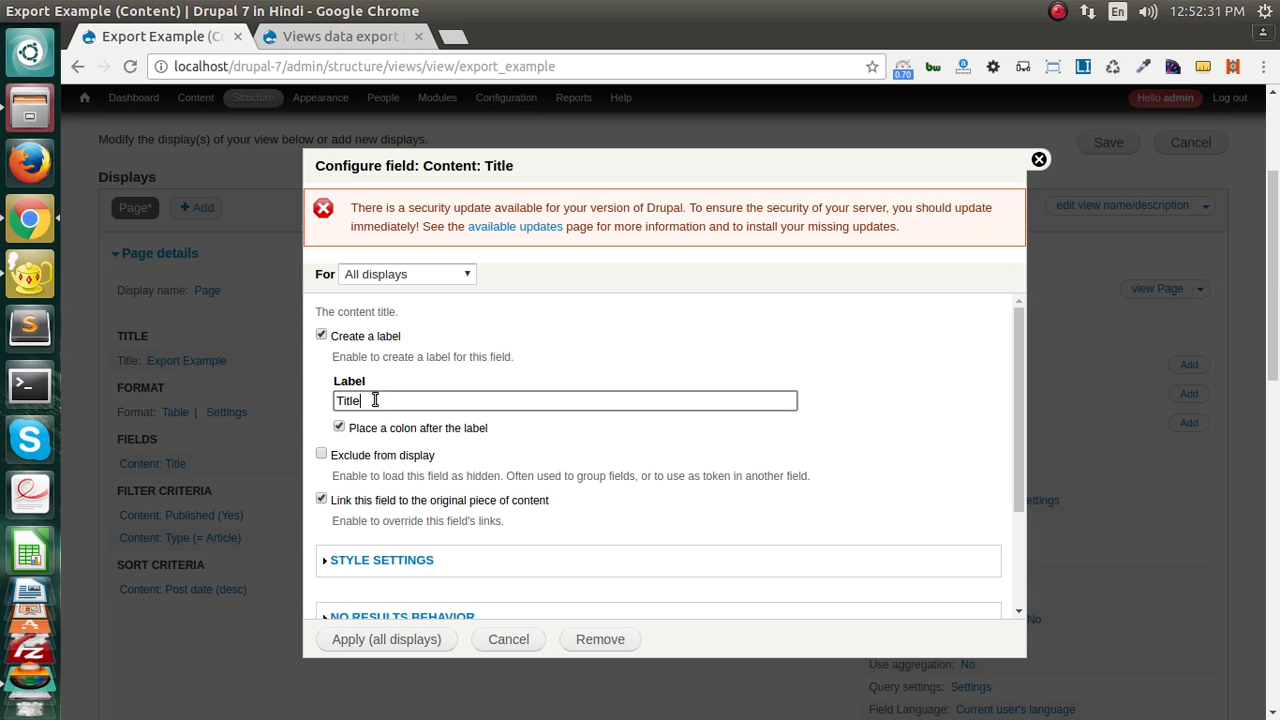 Export Example (Content) | Drupal 7 in Hindi - Google Chrome
En
12:52:31 PM
Export Example (C
Views data export
localhost/drupal-7/admin/structure/views/view/export_example
0.70
bw
LI
Dashboard Content Structure Appearance People Modules Configuration Reports Help
Hello admin Log out
Modify the display(s) of your view below or add new displays.
Save
Cancel
Displays
Page*
Add
edit view name/description
Page details
Display name: Page
view Page
TITLE
Title: Export Example
FORMAT
Format: Table | Settings
FIELDS
Content: Title
FILTER CRITERIA
Content: Published (Yes)
Content: Type (= Article)
SORT CRITERIA
Content: Post date (desc)
Add
Add
Add
No
Use aggregation: No
Query settings: Settings
Field Language: Current user's language
Configure field: Content: Title
There is a security update available for your version of Drupal. To ensure the security of your server, you should update
immediately! See the available updates page for more information and to install your missing updates.
For All displays
The content title.
Create a label
Enable to create a label for this field.
Label
Title
Place a colon after the label
Exclude from display
Enable to load this field as hidden. Often used to group fields, or to use as token in another field.
Link this field to the original piece of content
Enable to override this field's links.
STYLE SETTINGS
NO RESULTS BEHAVIOR
Apply (all displays)
Cancel
Remove